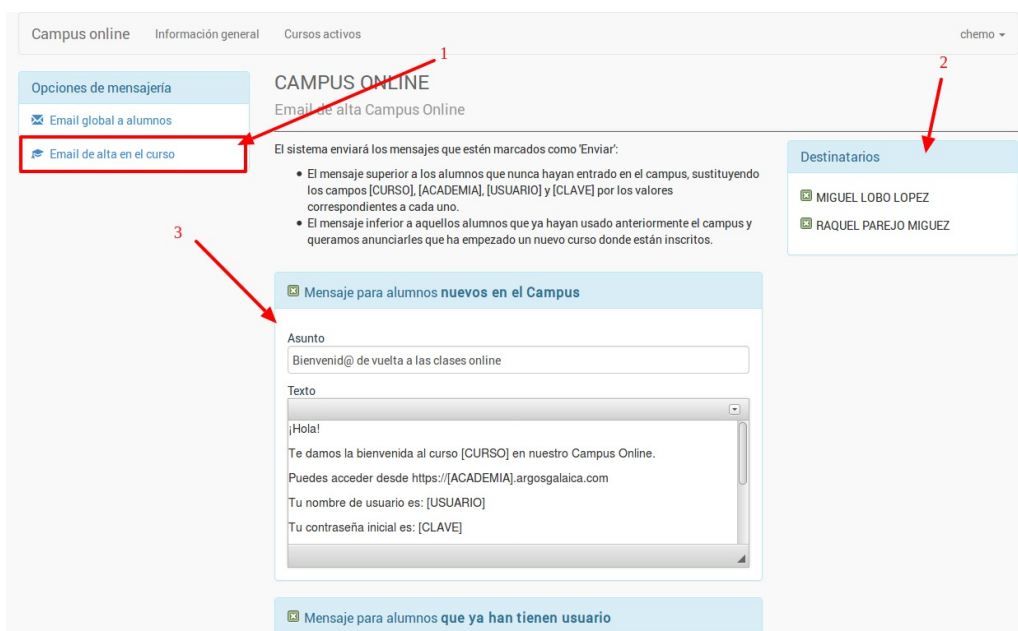 Campus online Información general Cursos activos chemo
1
2
Opciones de mensajería
Email global a alumnos
Email de alta en el curso
3
CAMPUS ONLINE
Email de alta Campus Online
El sistema enviará los mensajes que estén marcados como 'Enviar':
El mensaje superior a los alumnos que nunca hayan entrado en el campus, sustituyendo
los campos [CURSO], [ACADEMIA], [USUARIO] y [CLAVE] por los valores
correspondientes a cada uno.
El mensaje inferior a aquellos alumnos que ya hayan usado anteriormente el campus y
queramos anunciarles que ha empezado un nuevo curso donde están inscritos.
Destinatarios
MIGUEL LOBO LOPEZ
RAQUEL PAREJO MIGUEZ
Mensaje para alumnos nuevos en el Campus
Asunto
Bienvenid@ de vuelta a las clases online
Texto
¡Hola!
Te damos la bienvenida al curso [CURSO] en nuestro Campus Online.
Puedes acceder desde https://[ACADEMIA].argosgalaica.com
Tu nombre de usuario es: [USUARIO]
Tu contraseña inicial es: [CLAVE]
Mensaje para alumnos que ya han tienen usuario